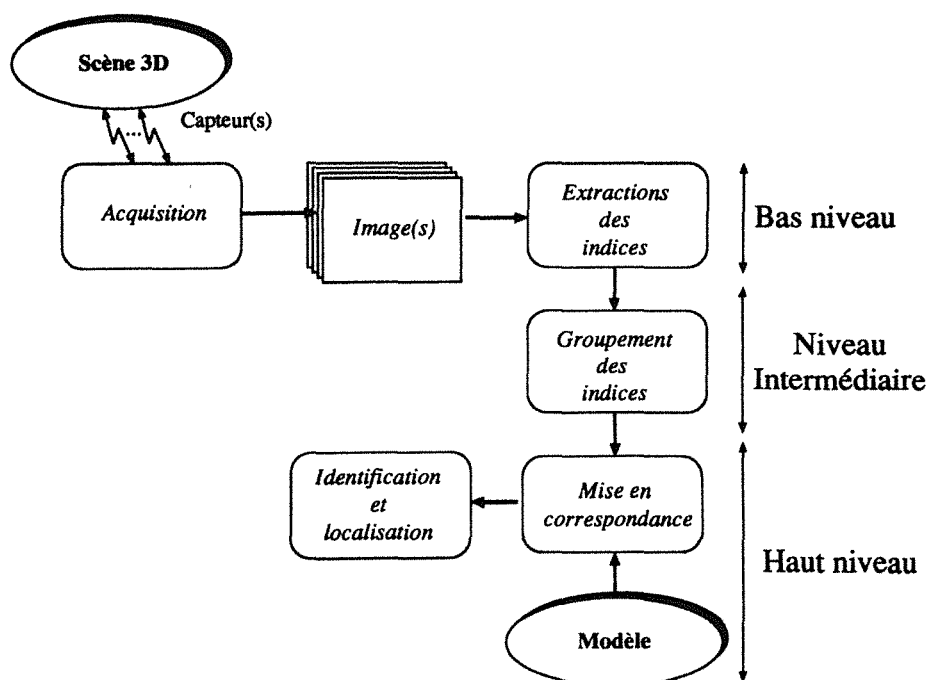 Scène 3D
Capteur(s)
...
Acquisition
Image(s)
Extractions
des
indices
Bas niveau
Groupement
des
indices
Niveau
Intermédiaire
Identification
et
localisation
Mise en
correspondance
Haut niveau
Modèle